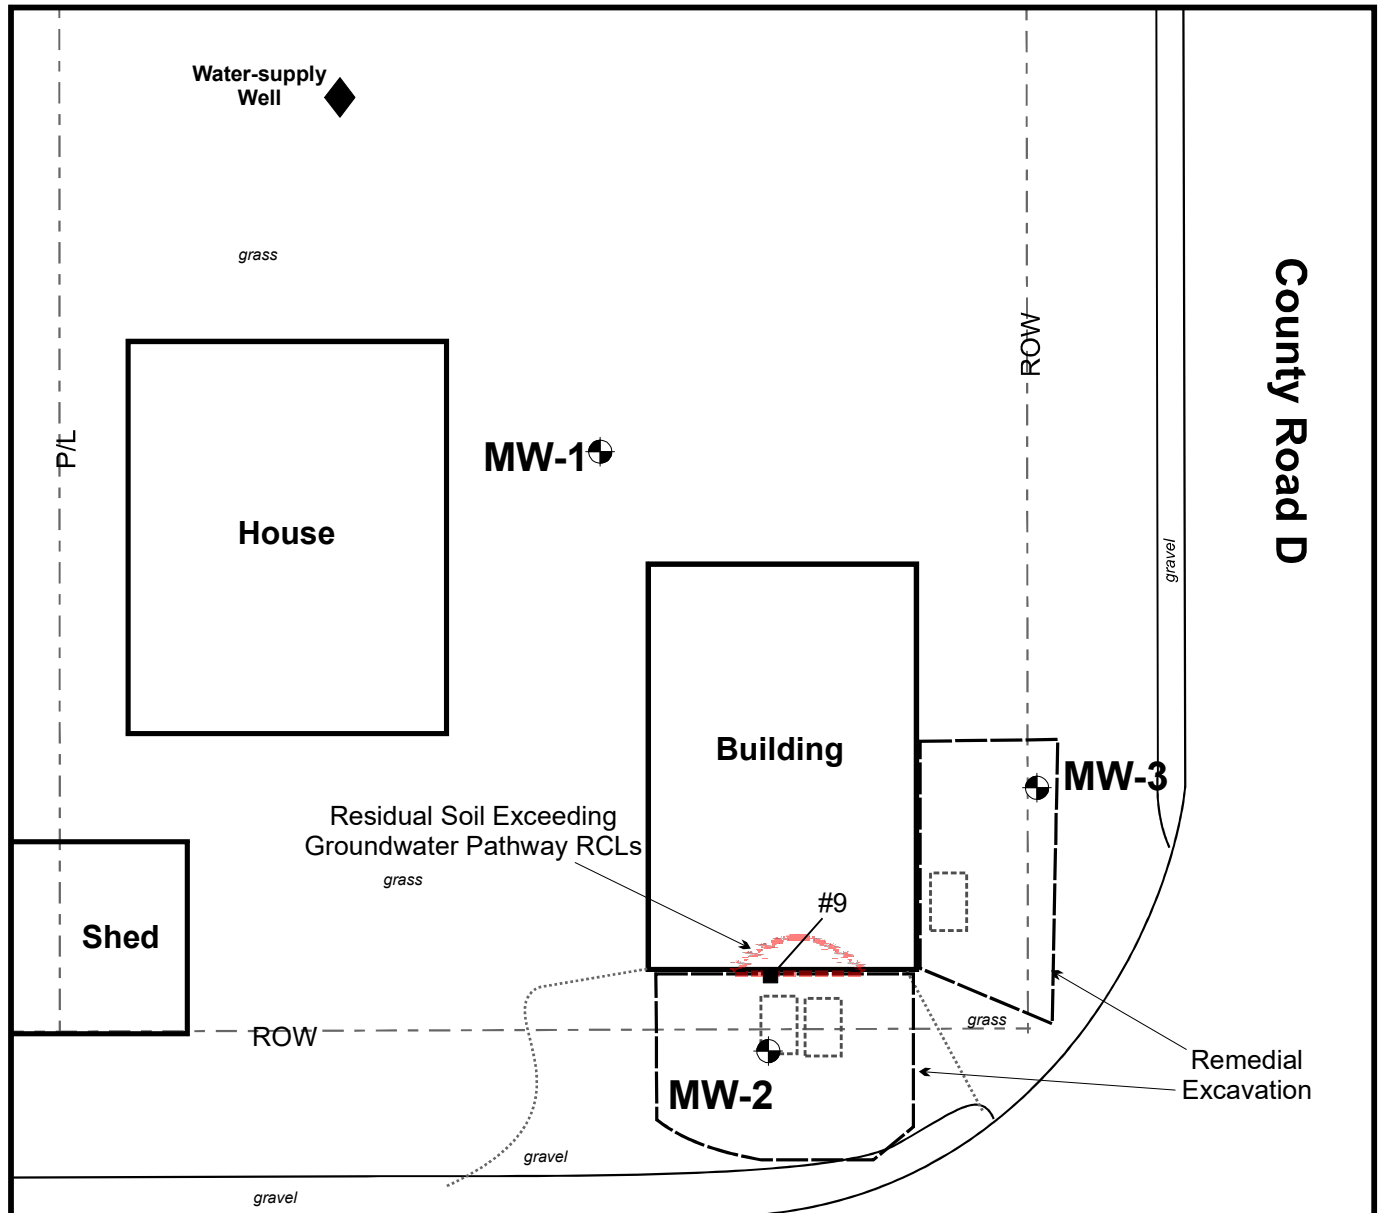 Water-supply
Well
grass
ROW
County Road D
P/L
MW-1
House
gravel
Building
MW-3
Residual Soil Exceeding
Groundwater Pathway RCLs
grass
#9
Shed
grass
ROW
Remedial
Excavation
MW-2
gravel
gravel